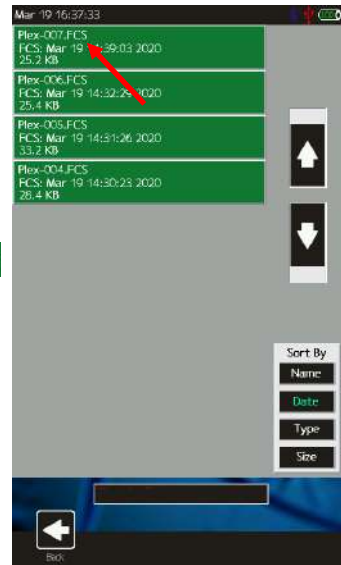 Mar 19 16:37:33
Plex-007.FCS
FCS: Mar 19 14:39:03 2020
25.2 KB
Plex-006.FCS
FCS: Mar 19 14:32:29 2020
25.4 KB
Plex-005.FCS
FCS: Mar 19 14:31:26 2020
33.2 KB
Plex-004.FCS
FCS: Mar 19 14:30:23 2020
28.4 KB
Sort By
Name
Date
Type
Size
Back